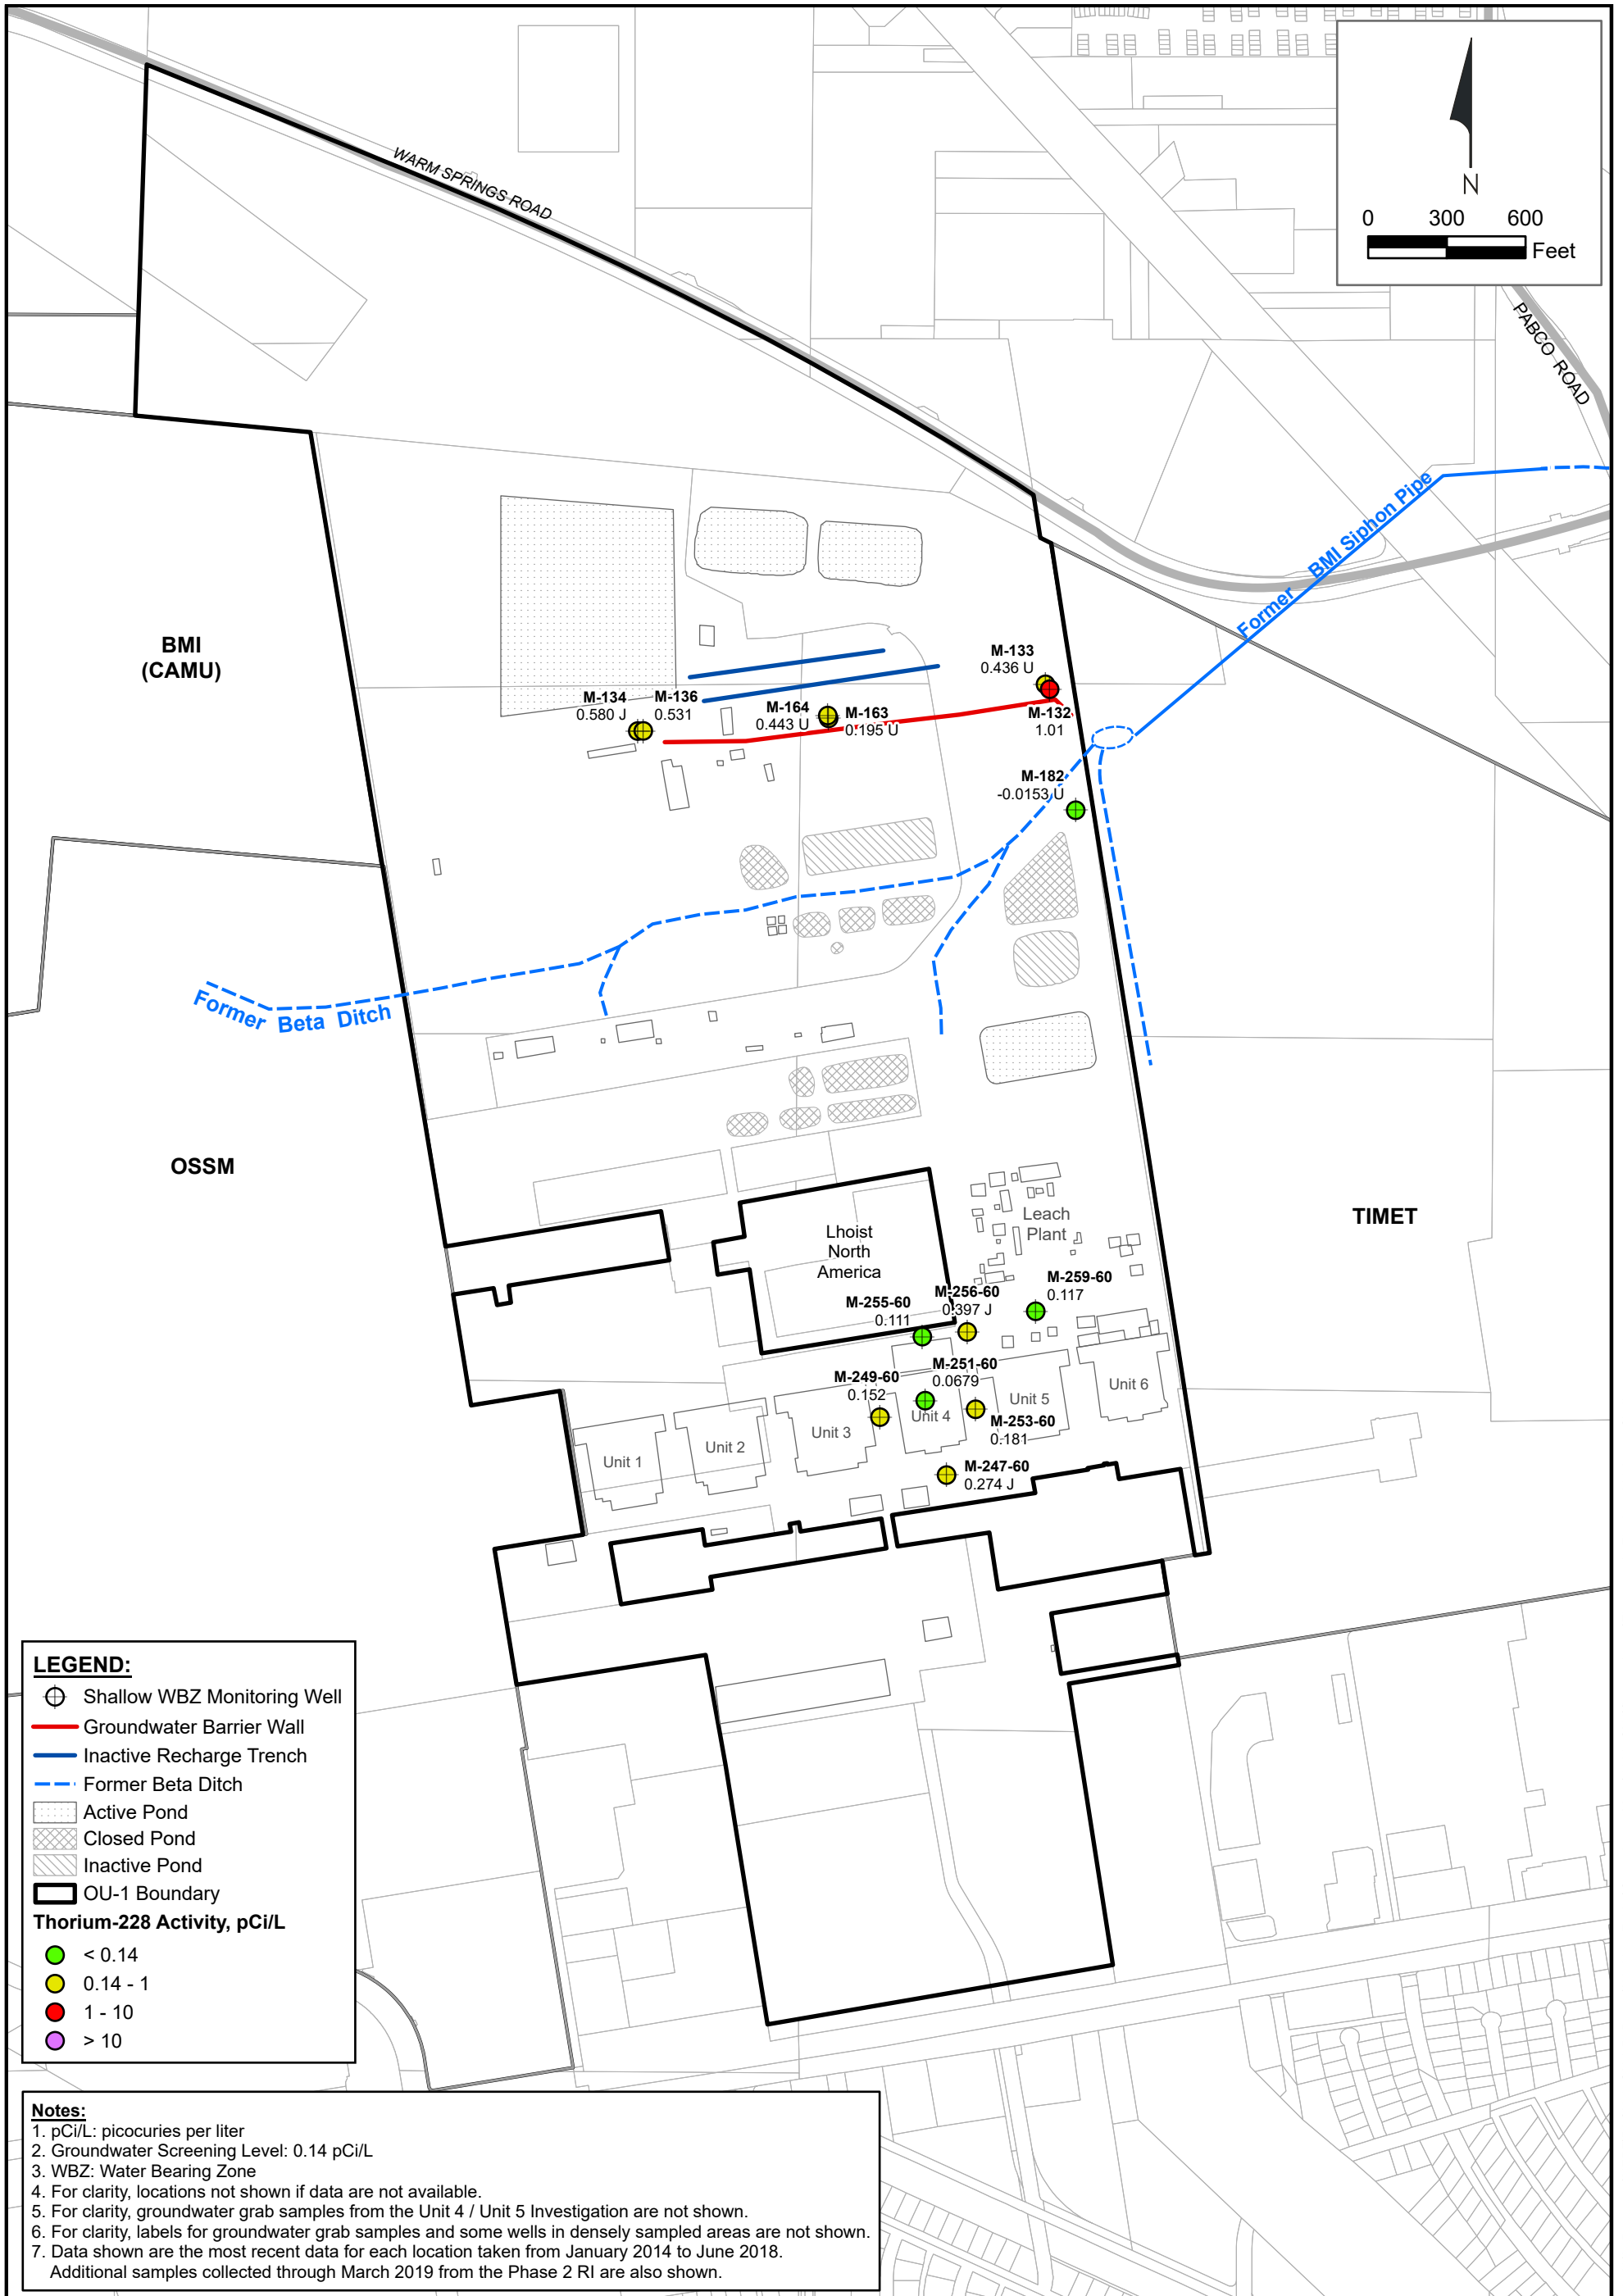 WARM SPRINGS ROAD
N
0 300 600
Feet
PABCO ROAD
Former BMI Siphon Pipe
BMI
(CAMU)
M-133
0.436 U
M-134
0.580 J
M-136
0.531
M-164
0.443 U
M-163
0.195 U
M-132
1.01
M-182
-0.0153 U
Former Beta Ditch
OSSM
TIMET
Lhoist
North
America
Leach
Plant
M-259-60
0.117
M-256-60
0.397 J
M-255-60
0.111
M-251-60
0.0679
M-249-60
0.152
M-253-60
0.181
M-247-60
0.274 J
Unit 1
Unit 2
Unit 3
Unit 4
Unit 5
Unit 6
LEGEND:
Shallow WBZ Monitoring Well
Groundwater Barrier Wall
Inactive Recharge Trench
Former Beta Ditch
Active Pond
Closed Pond
Inactive Pond
OU-1 Boundary
Thorium-228 Activity, pCi/L
< 0.14
0.14 - 1
1 - 10
> 10
Notes:
1. pCi/L: picocuries per liter
2. Groundwater Screening Level: 0.14 pCi/L
3. WBZ: Water Bearing Zone
4. For clarity, locations not shown if data are not available.
5. For clarity, groundwater grab samples from the Unit 4 / Unit 5 Investigation are not shown.
6. For clarity, labels for groundwater grab samples and some wells in densely sampled areas are not shown.
7. Data shown are the most recent data for each location taken from January 2014 to June 2018.
Additional samples collected through March 2019 from the Phase 2 RI are also shown.